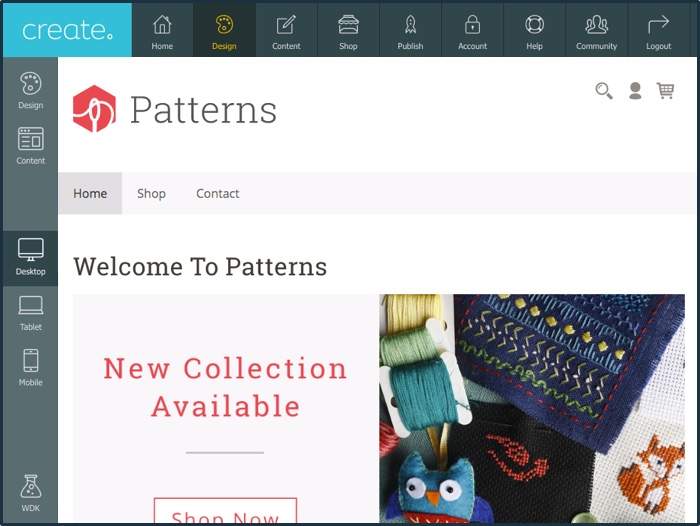 create.
Home
Design
Content
Shop
Publish
Account
Help
Community
Logout
Design
Content
Desktop
Tablet
Mobile
WDK
Patterns
Home
Shop
Contact
Welcome To Patterns
New Collection
Available
Shop Now